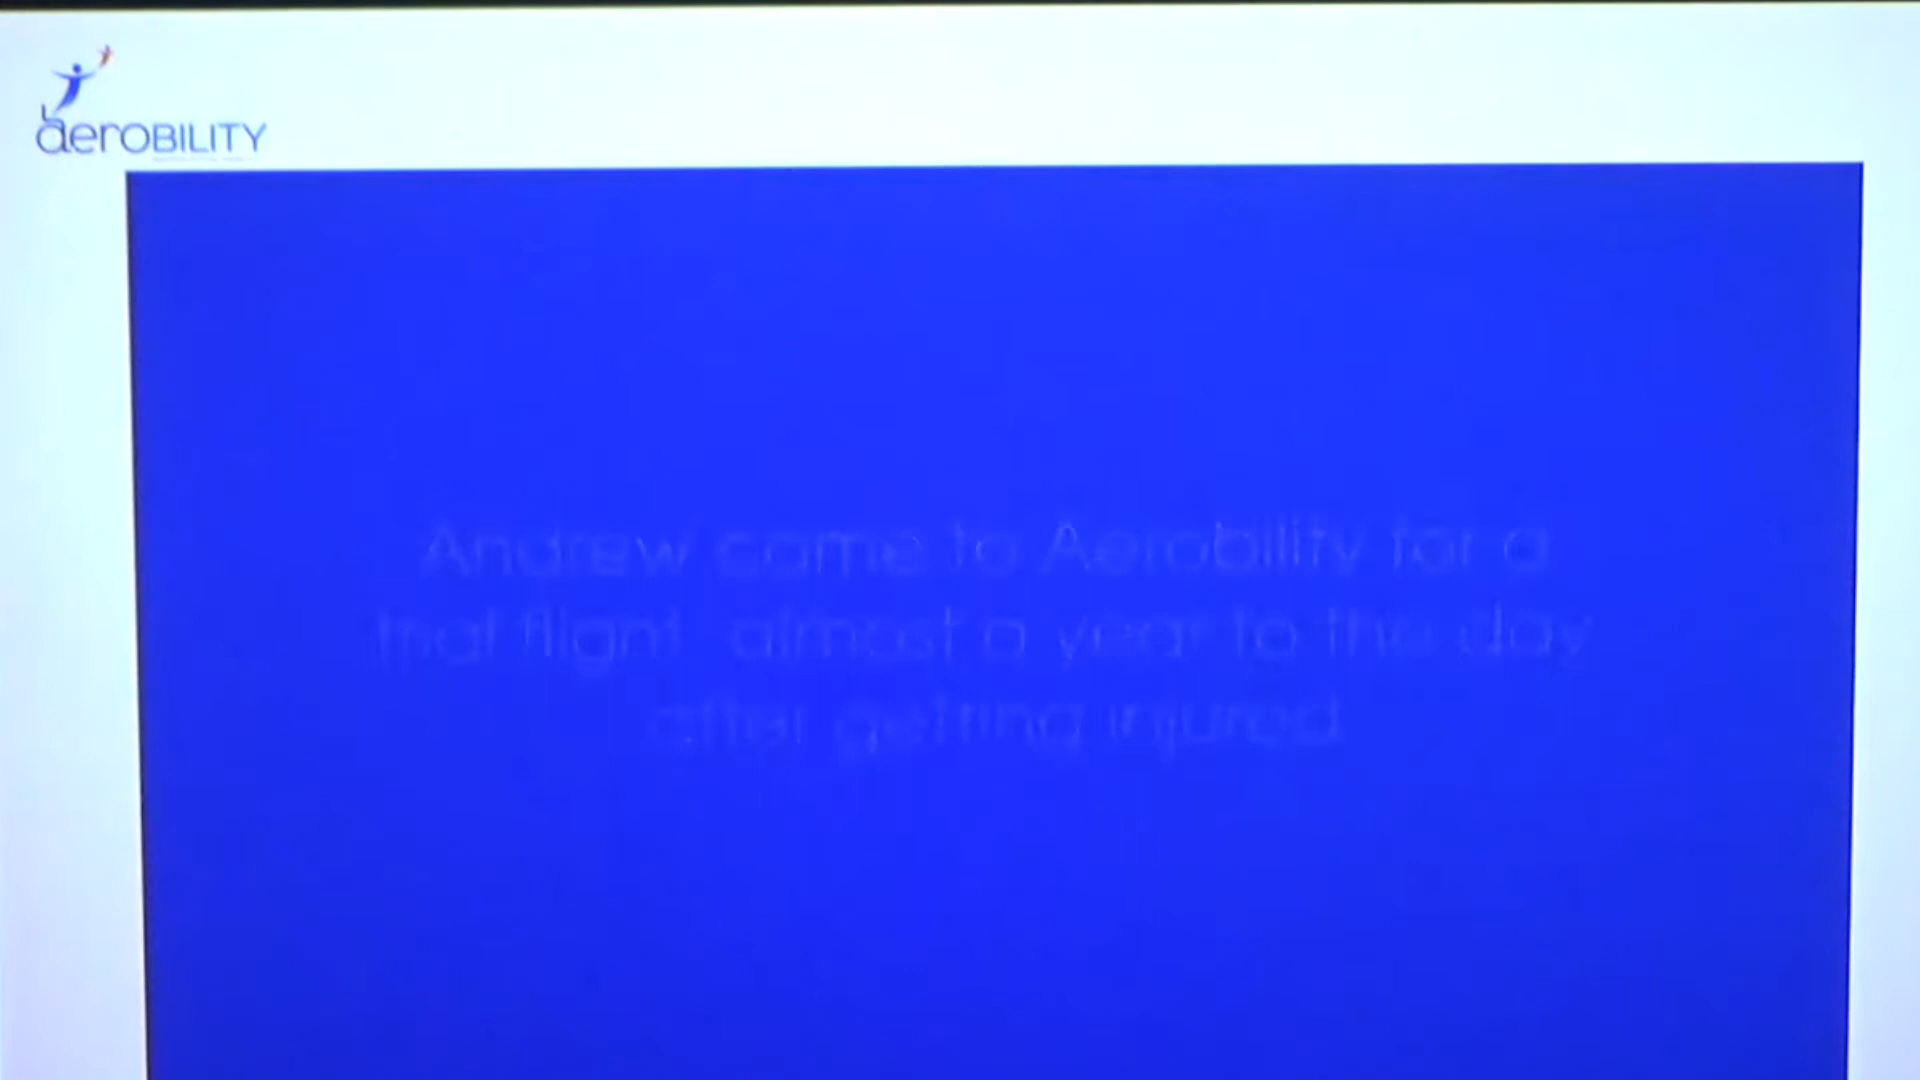 aeroBILITY
Andrew came to Aerobility for a
trial flight, almost a year to the day
after getting injured